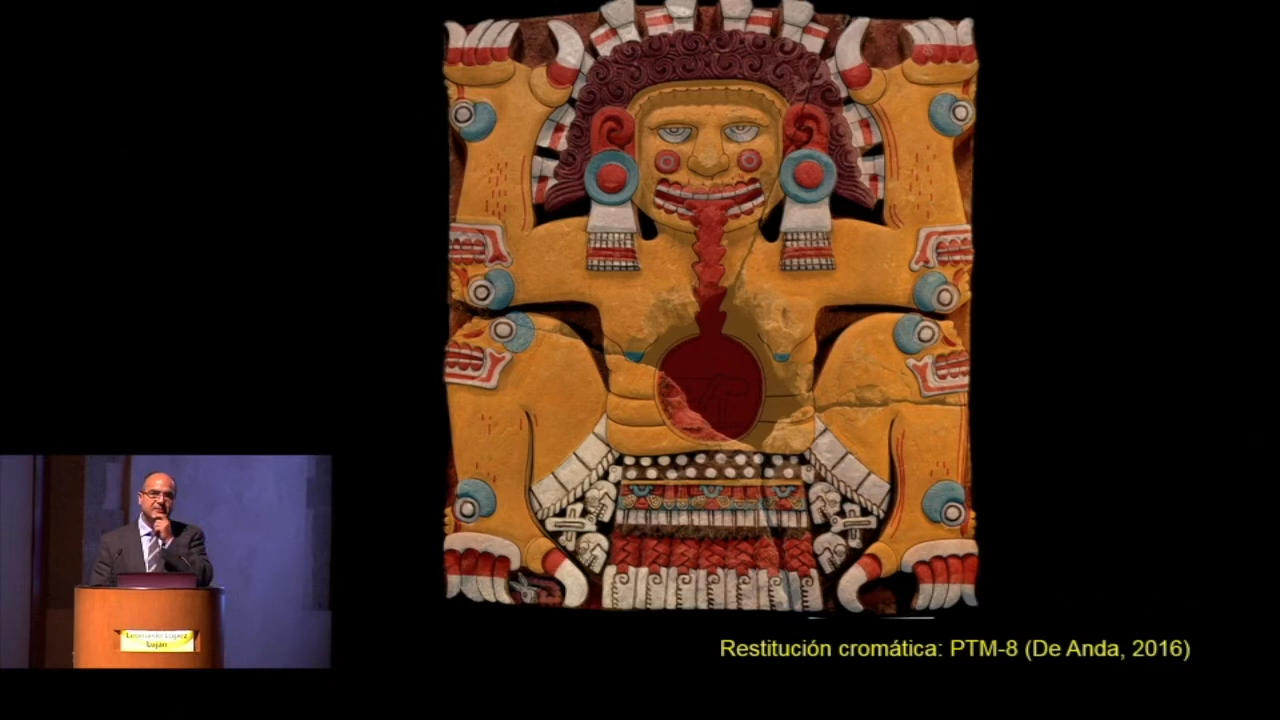 Leonardo López
Luján
Restitución cromática: PTM-8 (De Anda, 2016)